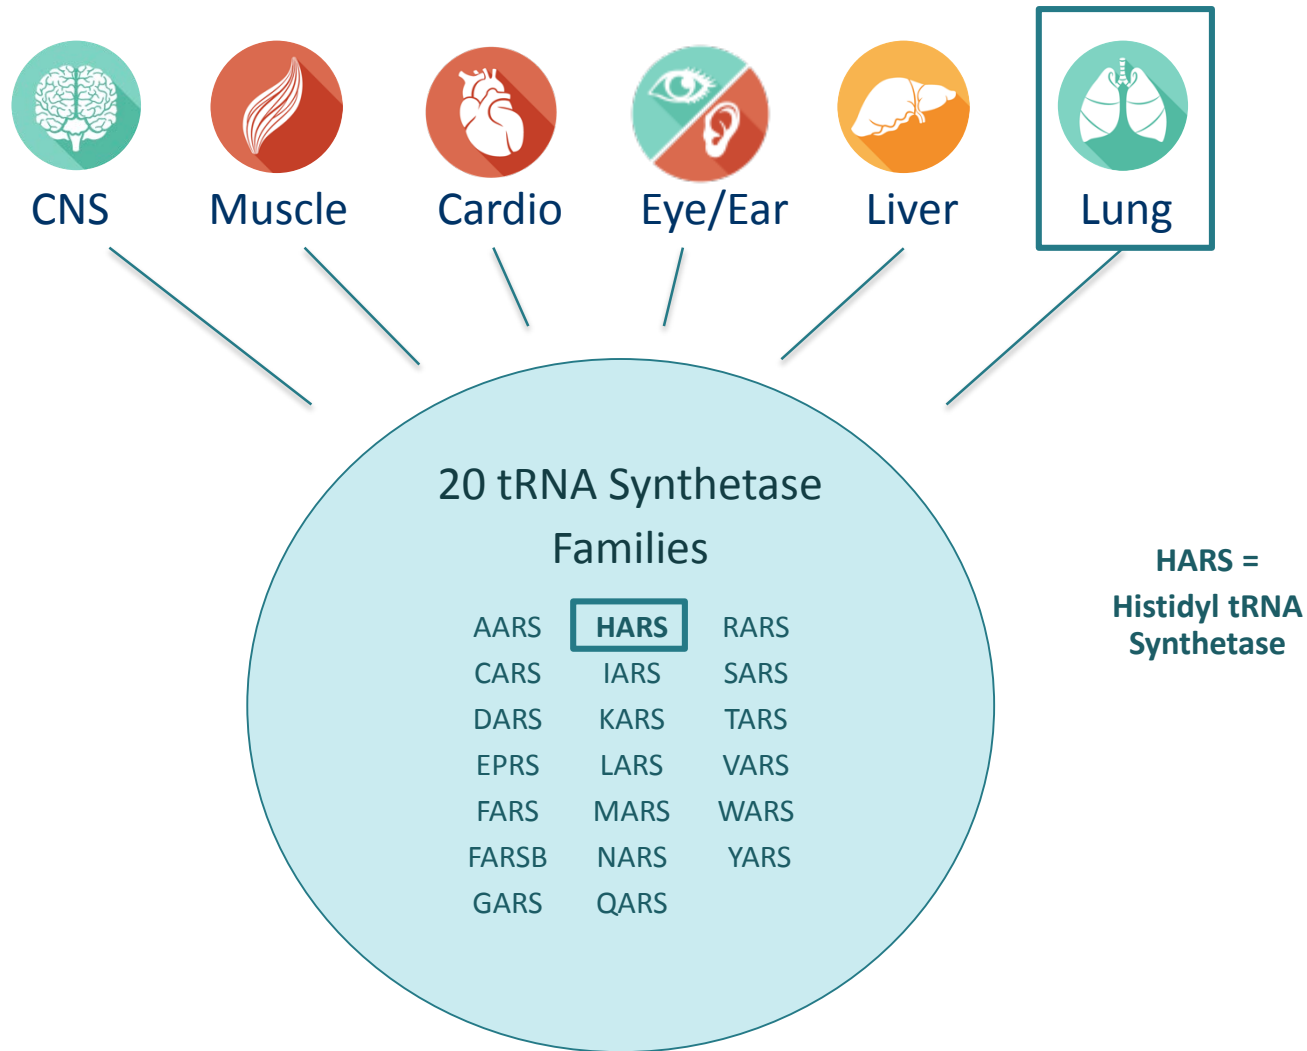 CNS Muscle Cardio Eye/Ear Liver Lung
20 tRNA Synthetase
Families
AARS HARS RARS
CARS IARS SARS
DARS KARS TARS
EPRS LARS VARS
FARS MARS WARS
FARSB NARS YARS
GARS QARS
HARS =
Histidyl tRNA
Synthetase